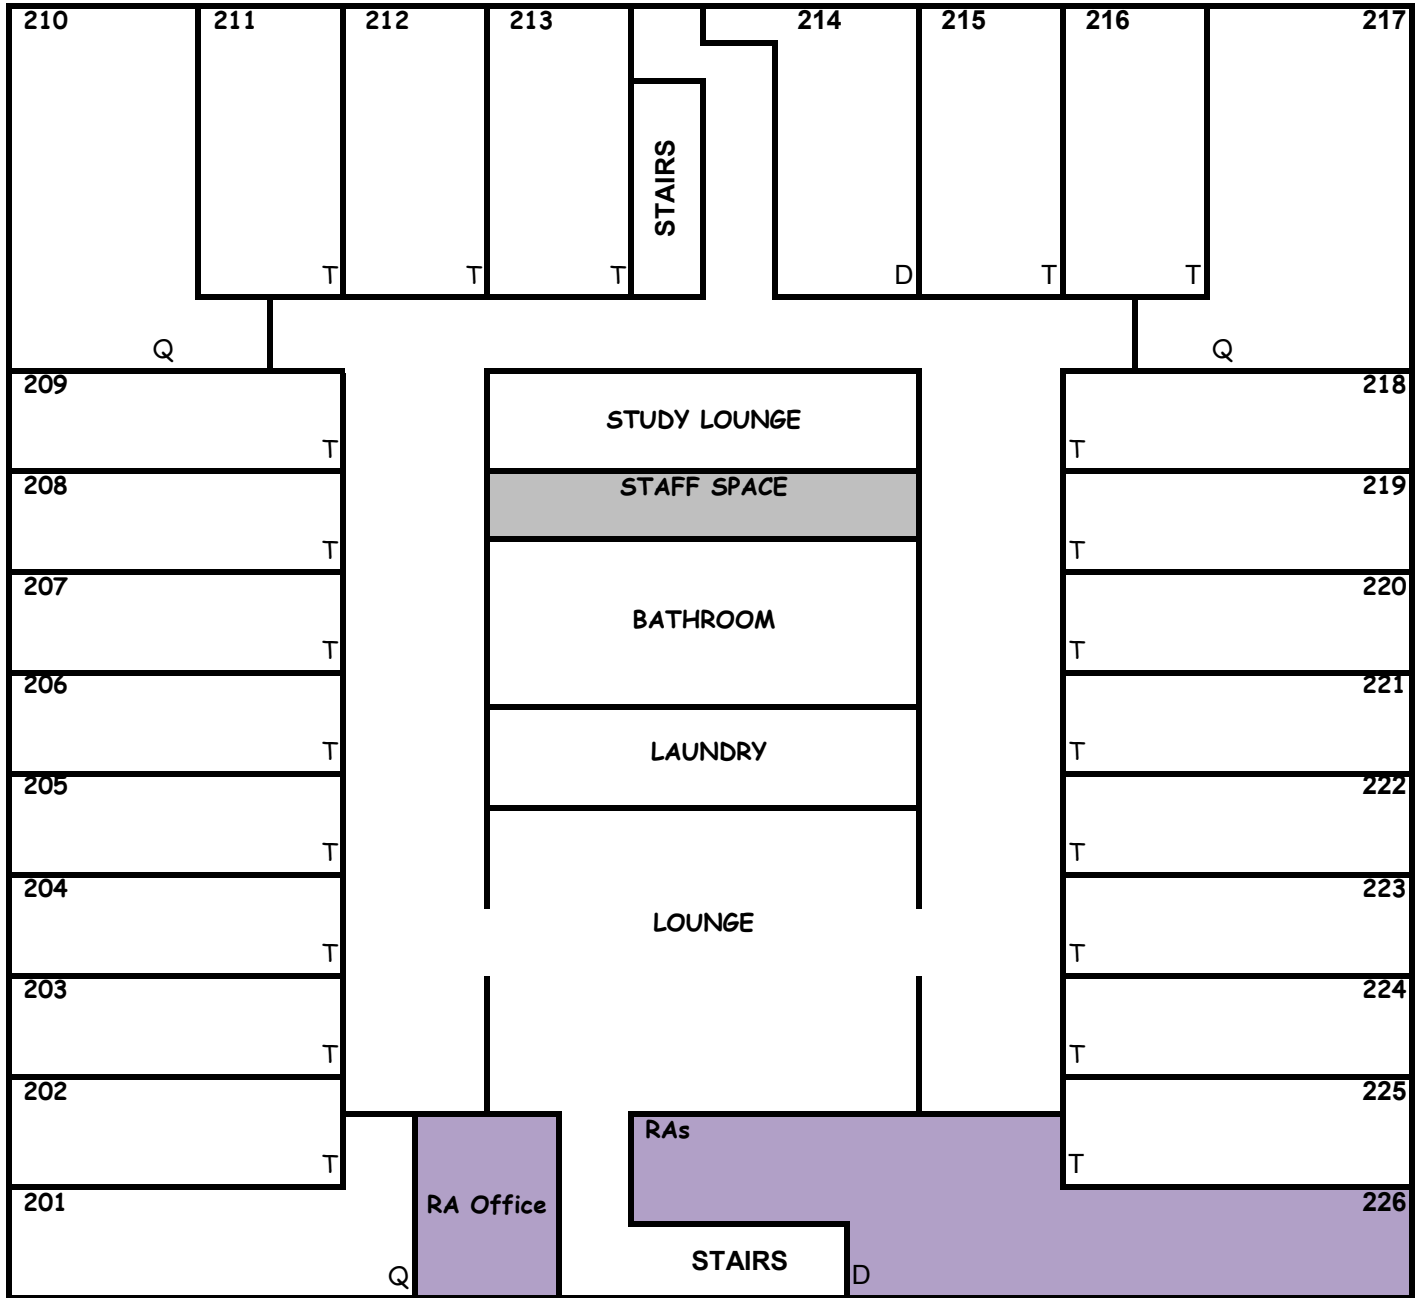 210 211 212 213 214 215 216 217
STAIRS
T T T D T T
Q Q
209 218
STUDY LOUNGE
T T
208 STAFF SPACE 219
T T
207 220
BATHROOM
T T
206 221
LAUNDRY
T T
205 222
T T
204 223
LOUNGE
T T
203 224
T T
202 225
RAs
T T
201 RA Office 226
STAIRS
Q D